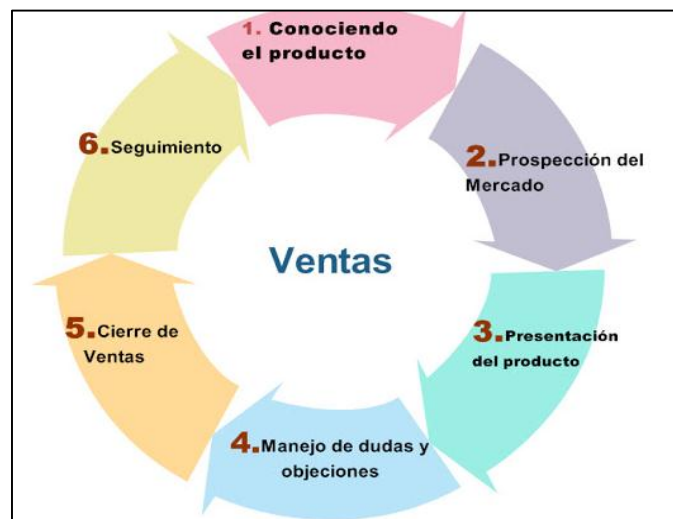 1. Conociendo
el producto
2.Prospección del
Mercado
3.Presentación
del producto
4.Manejo de dudas y
objeciones
5.Cierre de
Ventas
6.Seguimiento
Ventas